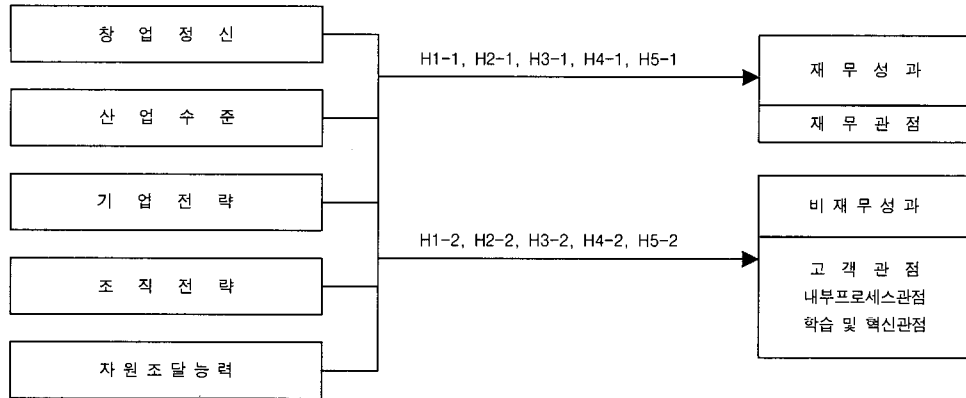 창업정신
산업수준
기업전략
조직전략
자원조달능력
H1-1, H2-1, H3-1, H4-1, H5-1
H1-2, H2-2, H3-2, H4-2, H5-2
재무성과
재무관점
비재무성과
고객관점
내부프로세스관점
학습 및 혁신관점